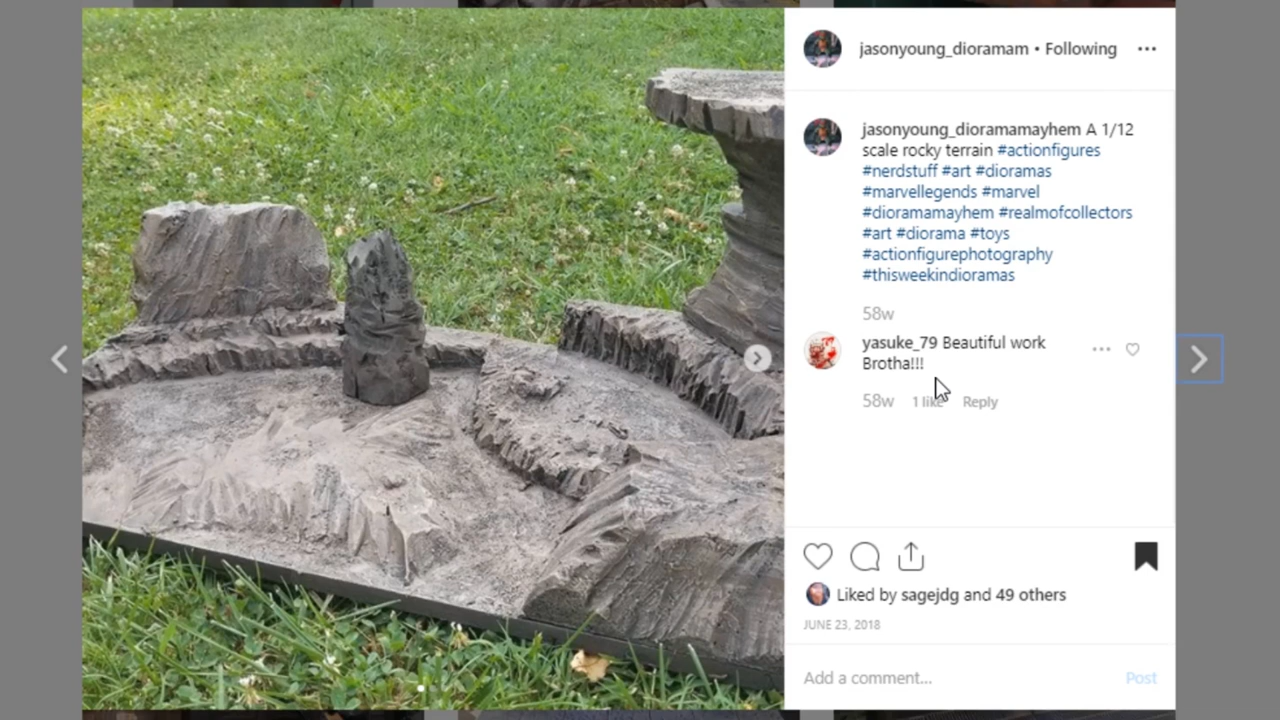 jasonyoung_dioramam • Following
jasonyoung_dioramamayhem A 1/12
scale rocky terrain #actionfigures
#nerdstuff #art #dioramas
#marvellegends #marvel
#dioramamayhem #realmofcollectors
#art #diorama #toys
#actionfigurephotography
#thisweekindioramas
58w
yasuke_79 Beautiful work
Brotha!!!
58w 1 like Reply
Liked by sagejdg and 49 others
JUNE 23, 2018
Add a comment... Post